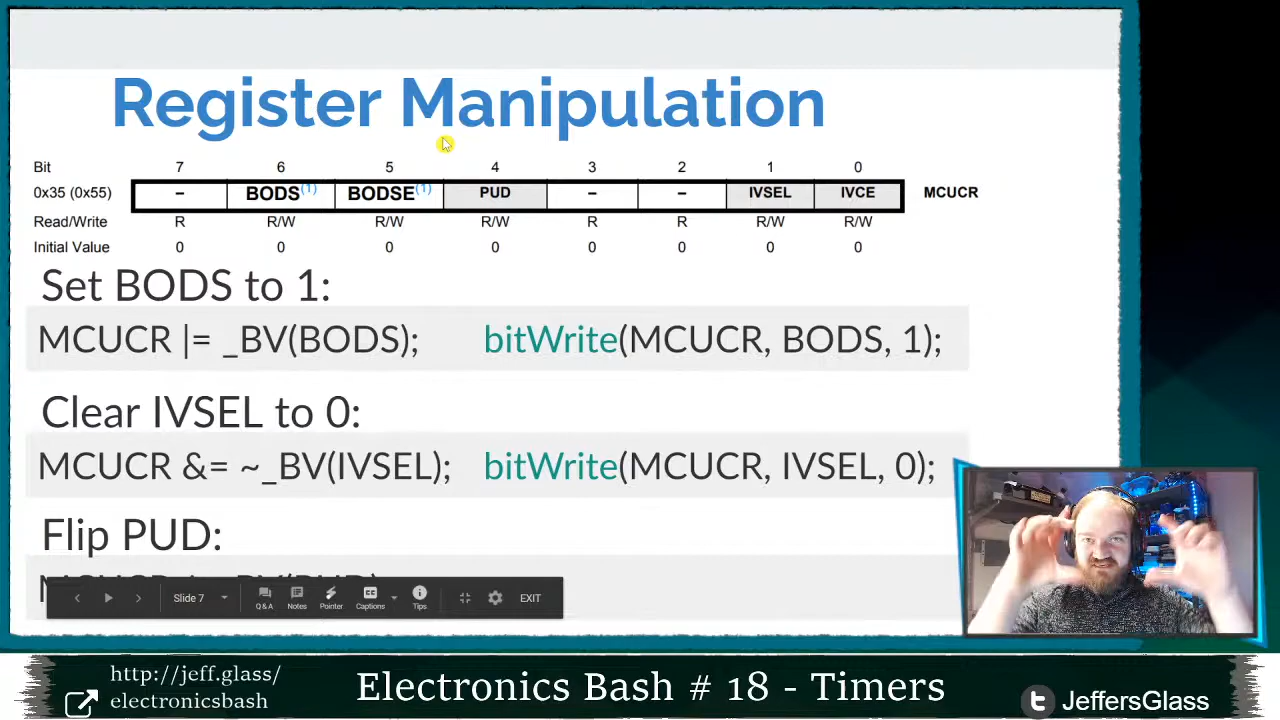 Register Manipulation
Bit 7 6 5 4 3 2 1 0
0x35 (0x55) – BODS(1) BODSE(1) PUD – – IVSEL IVCE MCUCR
Read/Write R R/W R/W R/W R R R/W R/W
Initial Value 0 0 0 0 0 0 0 0
Set BODS to 1:
MCUCR |= _BV(BODS); bitWrite(MCUCR, BODS, 1);
Clear IVSEL to 0:
MCUCR &= ~_BV(IVSEL); bitWrite(MCUCR, IVSEL, 0);
Flip PUD:
Slide 7 Q & A Notes Pointer Captions Tips EXIT
http://jeff.glass/
electronicsbash
Electronics Bash # 18 - Timers
JeffersGlass